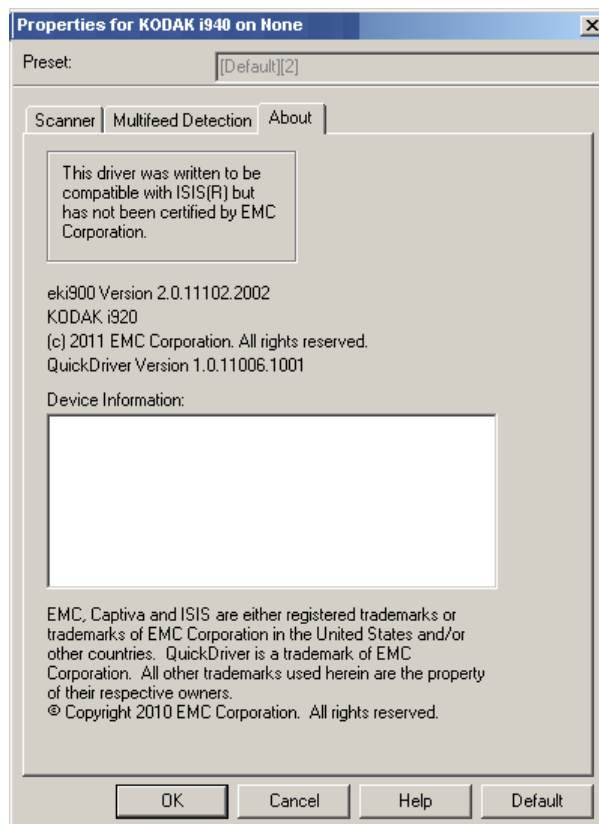 Properties for KODAK i940 on None
Preset:
[Default][2]
Scanner
Multifeed Detection
About
This driver was written to be
compatible with ISIS(R) but
has not been certified by EMC
Corporation.
eki900 Version 2.0.11102.2002
KODAK i920
(c) 2011 EMC Corporation. All rights reserved.
QuickDriver Version 1.0.11006.1001
Device Information:
EMC, Captiva and ISIS are either registered trademarks or
trademarks of EMC Corporation in the United States and/or
other countries. QuickDriver is a trademark of EMC
Corporation. All other trademarks used herein are the property
of their respective owners.
© Copyright 2010 EMC Corporation. All rights reserved.
OK
Cancel
Help
Default